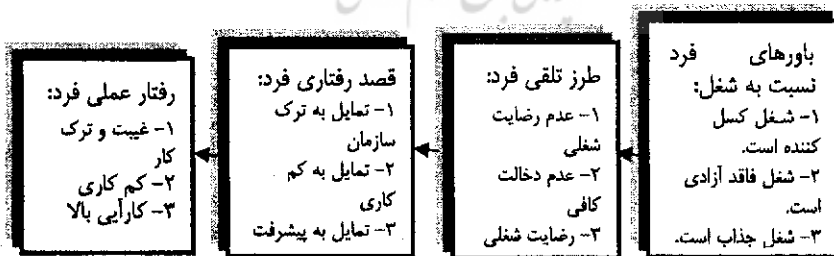 باورهای فرد
نسبت به شغل:
۱- شغل کسل
کننده است.
۲- شغل فاقد آزادی
است.
۳- شغل جذاب است.
طرز تلقی فرد:
۱- عدم رضایت
شغلی
۲- عدم دخالت
کافی
۳- رضایت شغلی
قصد رفتاری فرد:
۱- تمایل به ترک
سازمان
۲- تمایل به کم
کاری
۳- تمایل به پیشرفت
رفتار عملی فرد:
۱- غیبت و ترک
کار
۲- کم کاری
۳- کارآیی بالا